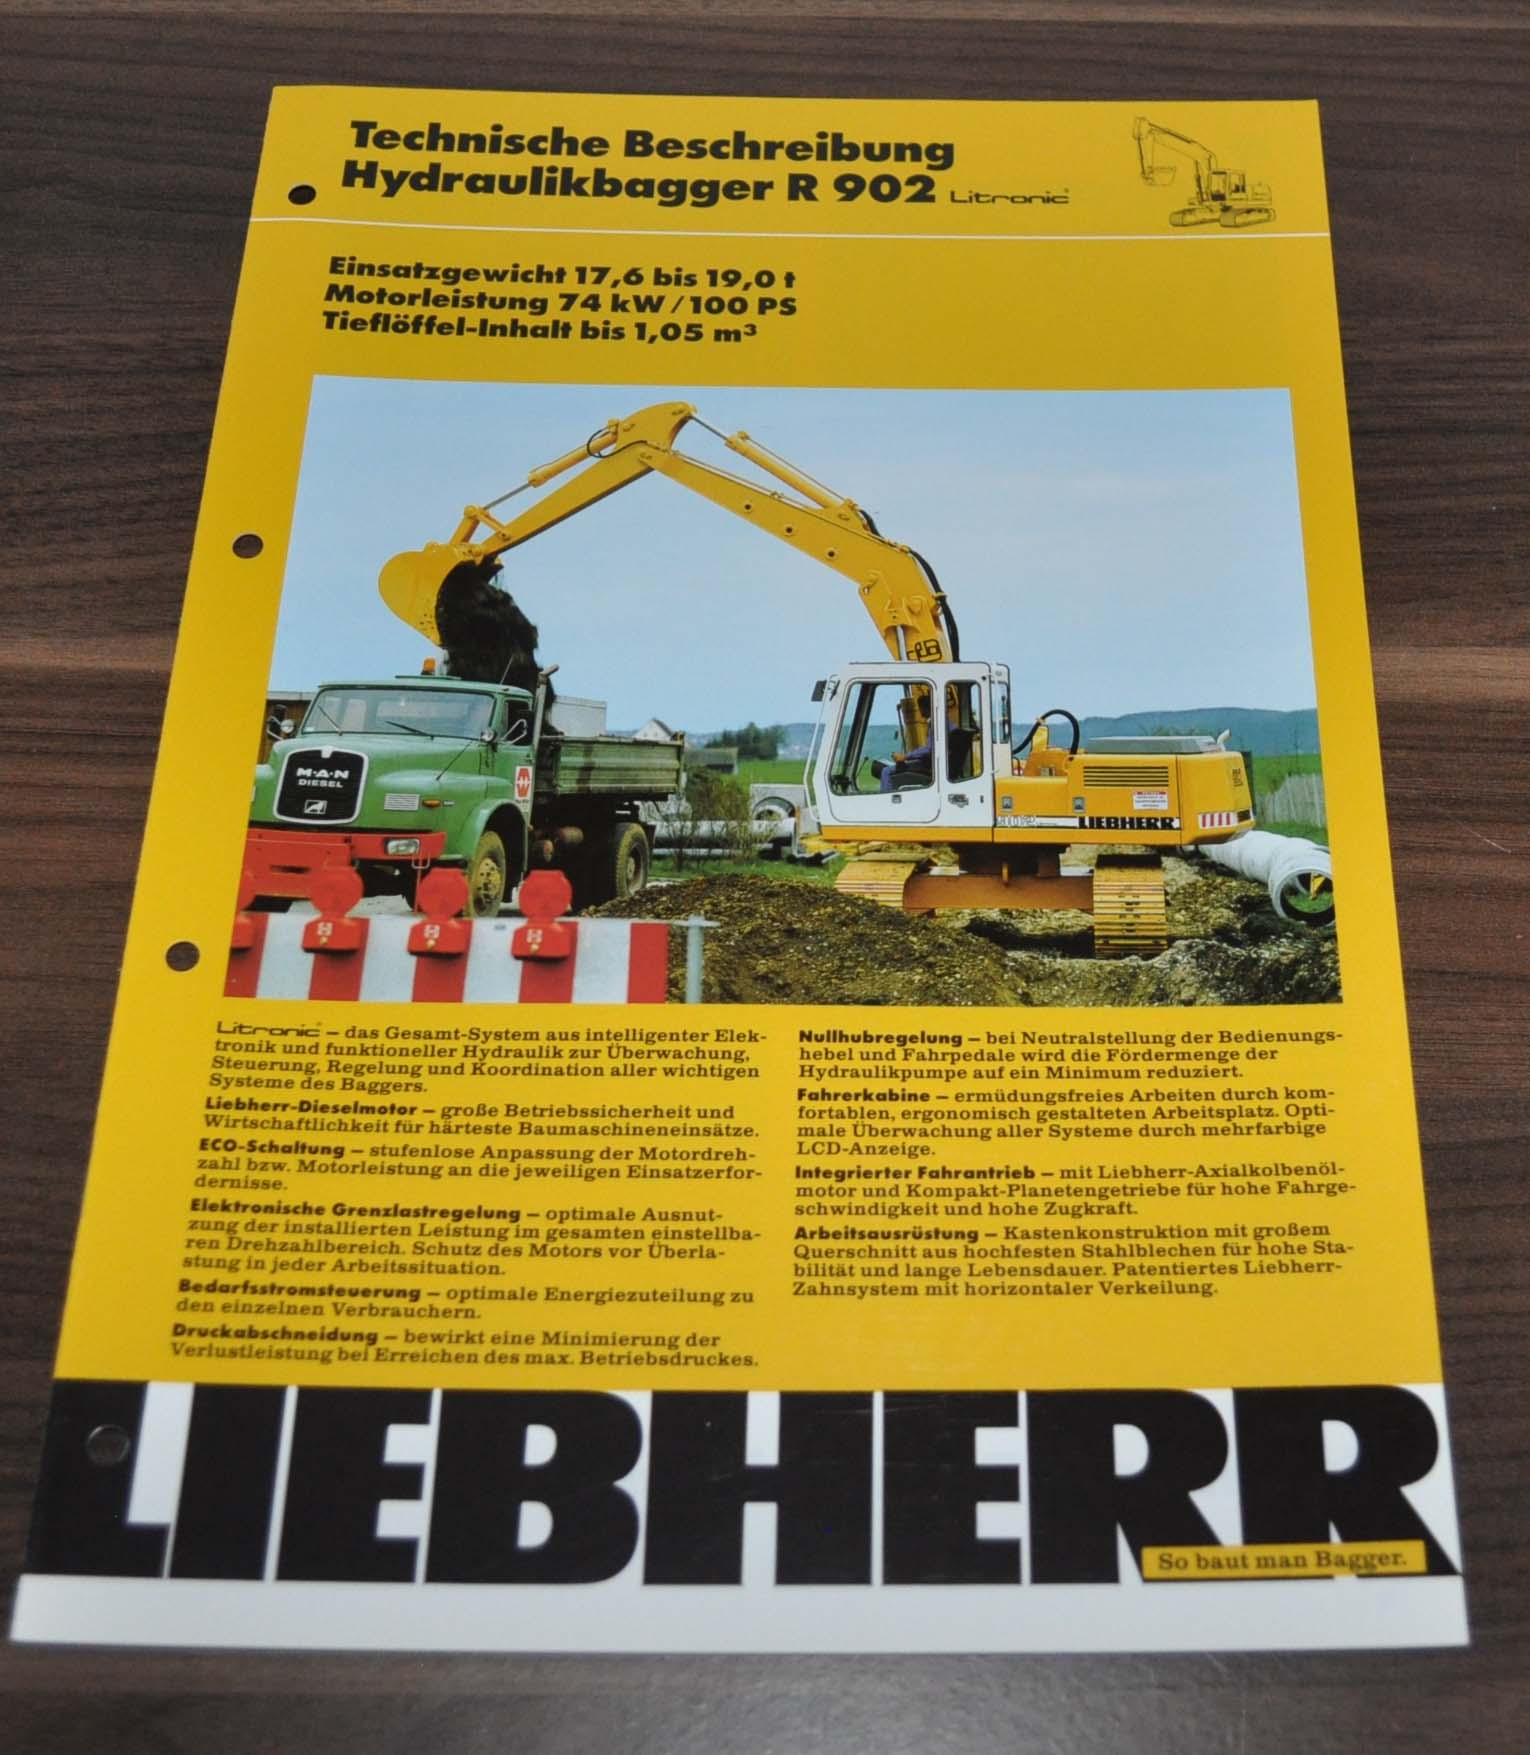 Technische Beschreibung
Hydraulikbagger R 902 Litronic®
Einsatzgewicht 17,6 bis 19,0 t
Motorleistung 74 kW / 100 PS
Tieflöffel-Inhalt bis 1,05 m³
M·A·N
DIESEL
902
LIEBHERR
Litronic® – das Gesamt-System aus intelligenter Elek-
tronik und funktioneller Hydraulik zur Überwachung,
Steuerung, Regelung und Koordination aller wichtigen
Systeme des Baggers.
Liebherr-Dieselmotor – große Betriebssicherheit und
Wirtschaftlichkeit für härteste Baumaschineneinsätze.
ECO-Schaltung – stufenlose Anpassung der Motordreh-
zahl bzw. Motorleistung an die jeweiligen Einsatzerfor-
dernisse.
Elektronische Grenzlastregelung – optimale Ausnut-
zung der installierten Leistung im gesamten einstellba-
ren Drehzahlbereich. Schutz des Motors vor Überla-
stung in jeder Arbeitssituation.
Bedarfsstromsteuerung – optimale Energiezuteilung zu
den einzelnen Verbrauchern.
Druckabschneidung – bewirkt eine Minimierung der
Verlustleistung bei Erreichen des max. Betriebsdruckes.
Nullhubregelung – bei Neutralstellung der Bedienungs-
hebel und Fahrpedale wird die Fördermenge der
Hydraulikpumpe auf ein Minimum reduziert.
Fahrerkabine – ermüdungsfreies Arbeiten durch kom-
fortablen, ergonomisch gestalteten Arbeitsplatz. Opti-
male Überwachung aller Systeme durch mehrfarbige
LCD-Anzeige.
Integrierter Fahrantrieb – mit Liebherr-Axialkolbenöl-
motor und Kompakt-Planetengetriebe für hohe Fahrge-
schwindigkeit und hohe Zugkraft.
Arbeitsausrüstung – Kastenkonstruktion mit großem
Querschnitt aus hochfesten Stahlblechen für hohe Sta-
bilität und lange Lebensdauer. Patentiertes Liebherr-
Zahnsystem mit horizontaler Verkeilung.
LIEBHERR
So baut man Bagger.